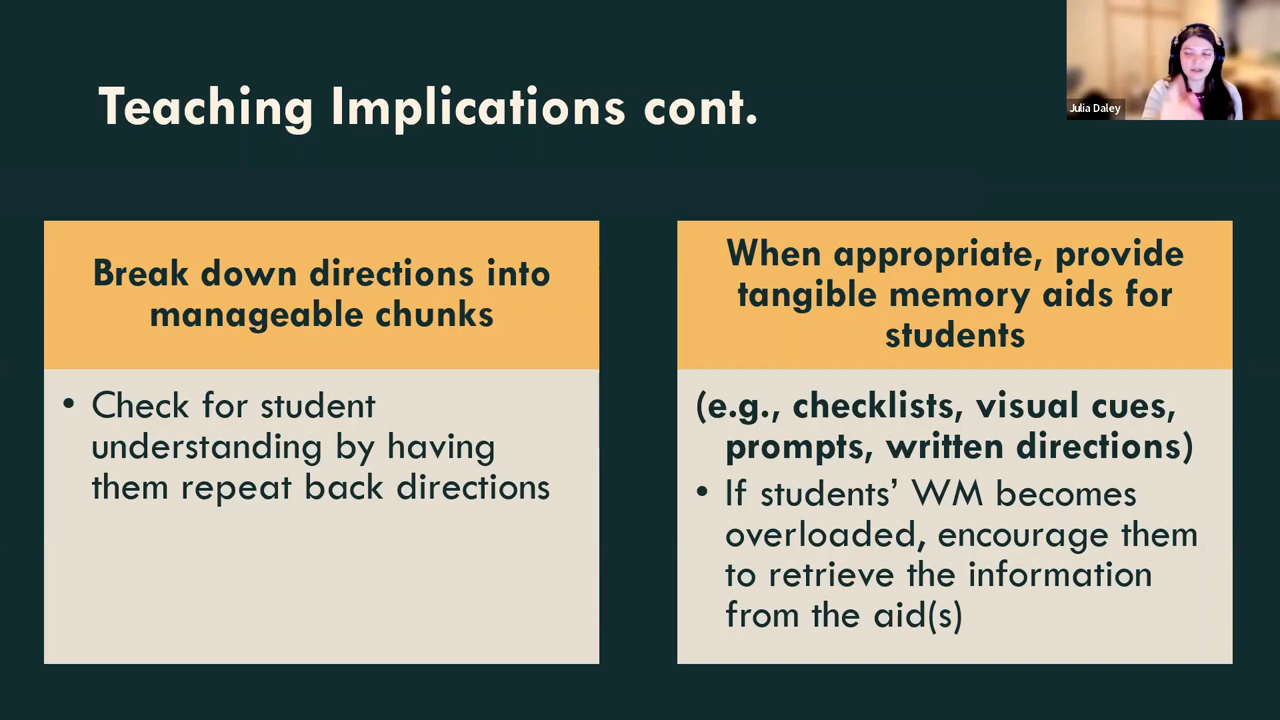 Julia Daley
Teaching Implications cont.
Break down directions into
manageable chunks
• Check for student
understanding by having
them repeat back directions
When appropriate, provide
tangible memory aids for
students
(e.g., checklists, visual cues,
prompts, written directions)
• If students’ WM becomes
overloaded, encourage them
to retrieve the information
from the aid(s)